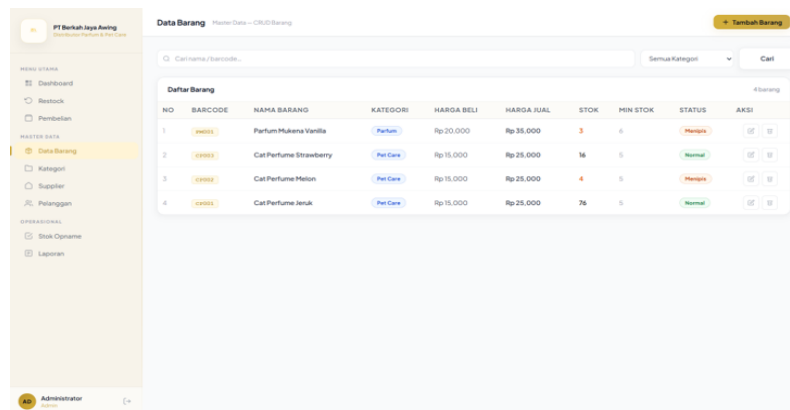 PT Berkah Jaya Awing
Distributor Parfum & Pet Care
MENU UTAMA
Dashboard
Restock
Pembelian
MASTER DATA
Data Barang
Kategori
Supplier
Pelanggan
OPERASIONAL
Stok Opname
Laporan
AD
Administrator
Admin
Data Barang Master Data — CRUD Barang
+ Tambah Barang
Cari nama / barcode...
Semua Kategori
Cari
Daftar Barang 4 barang
NO BARCODE NAMA BARANG KATEGORI HARGA BELI HARGA JUAL STOK MIN STOK STATUS AKSI
1 Parfum Mukena Vanilla Parfum Rp 20,000 Rp 35,000 3 6 Menipis
2 CV003 Cat Perfume Strawberry Pet Care Rp 15,000 Rp 25,000 16 5 Normal
3 CV002 Cat Perfume Melon Pet Care Rp 15,000 Rp 25,000 4 5 Menipis
4 CV001 Cat Perfume Jeruk Pet Care Rp 15,000 Rp 25,000 76 5 Normal